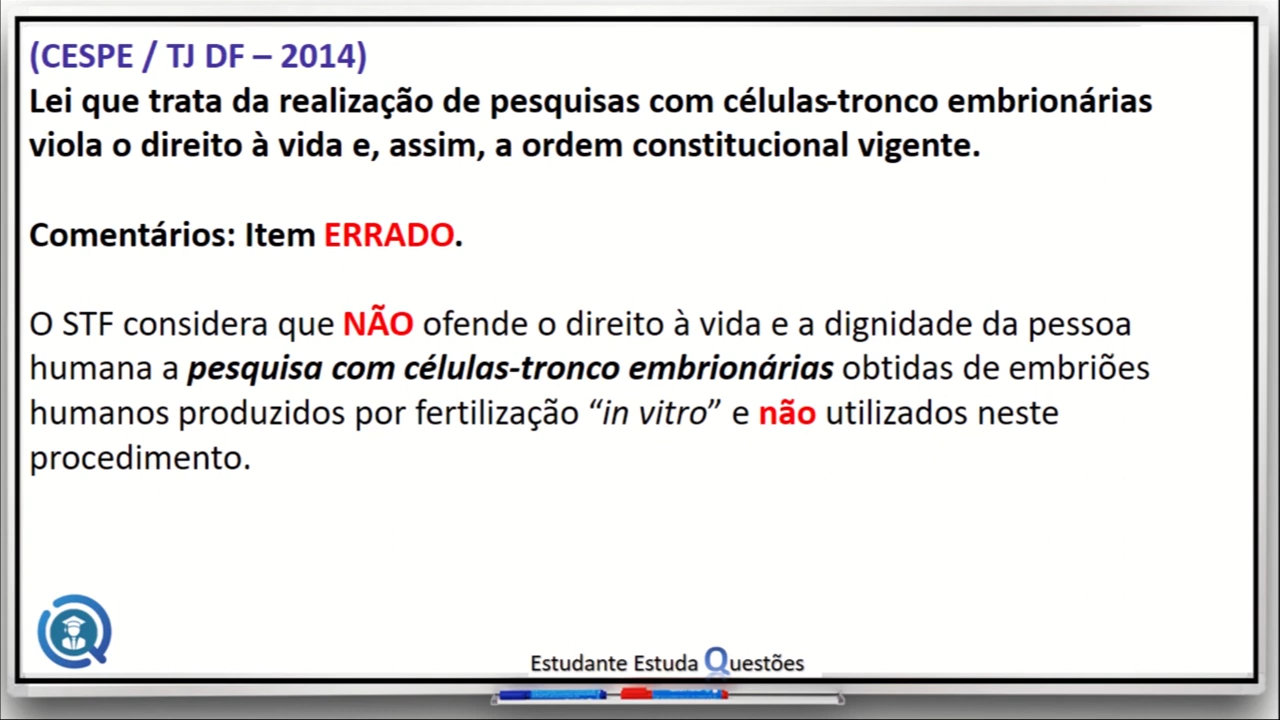 (CESPE / TJ DF – 2014)
Lei que trata da realização de pesquisas com células-tronco embrionárias
viola o direito à vida e, assim, a ordem constitucional vigente.
Comentários: Item ERRADO.
O STF considera que NÃO ofende o direito à vida e a dignidade da pessoa
humana a pesquisa com células-tronco embrionárias obtidas de embriões
humanos produzidos por fertilização “in vitro” e não utilizados neste
procedimento.
Estudante Estuda Questões